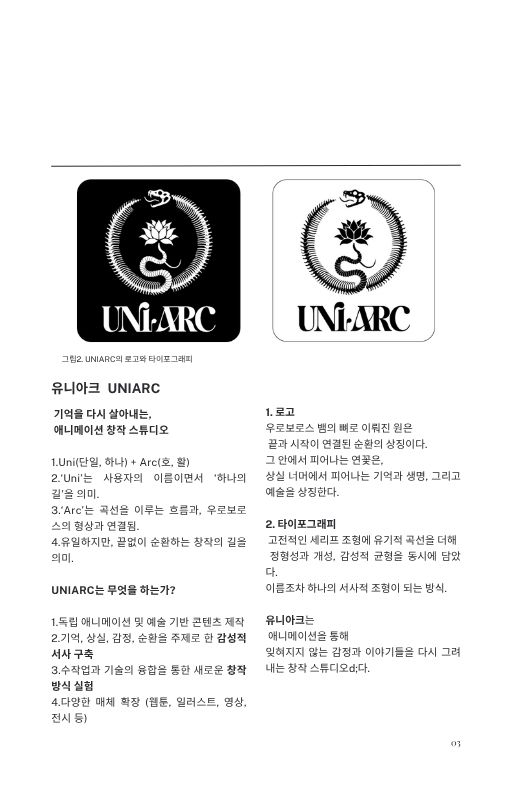 UNI·ARC
UNI·ARC
그림2. UNIARC의 로고와 타이포그래피
유니아크 UNIARC
기억을 다시 살아내는,
애니메이션 창작 스튜디오
1.Uni(단일, 하나) + Arc(호, 활)
2.‘Uni’는 사용자의 이름이면서 ‘하나의
길’을 의미.
3.‘Arc’는 곡선을 이루는 흐름과, 우로보로
스의 형상과 연결됨.
4.유일하지만, 끝없이 순환하는 창작의 길을
의미.
UNIARC는 무엇을 하는가?
1.독립 애니메이션 및 예술 기반 콘텐츠 제작
2.기억, 상실, 감정, 순환을 주제로 한 감성적
서사 구축
3.수작업과 기술의 융합을 통한 새로운 창작
방식 실험
4.다양한 매체 확장 (웹툰, 일러스트, 영상,
전시 등)
1. 로고
우로보로스 뱀의 뼈로 이뤄진 원은
끝과 시작이 연결된 순환의 상징이다.
그 안에서 피어나는 연꽃은,
상실 너머에서 피어나는 기억과 생명, 그리고
예술을 상징한다.
2. 타이포그래피
고전적인 세리프 조형에 유기적 곡선을 더해
정형성과 개성, 감성적 균형을 동시에 담았
다.
이름조차 하나의 서사적 조형이 되는 방식.
유니아크는
애니메이션을 통해
잊혀지지 않는 감정과 이야기들을 다시 그려
내는 창작 스튜디오d;다.
03